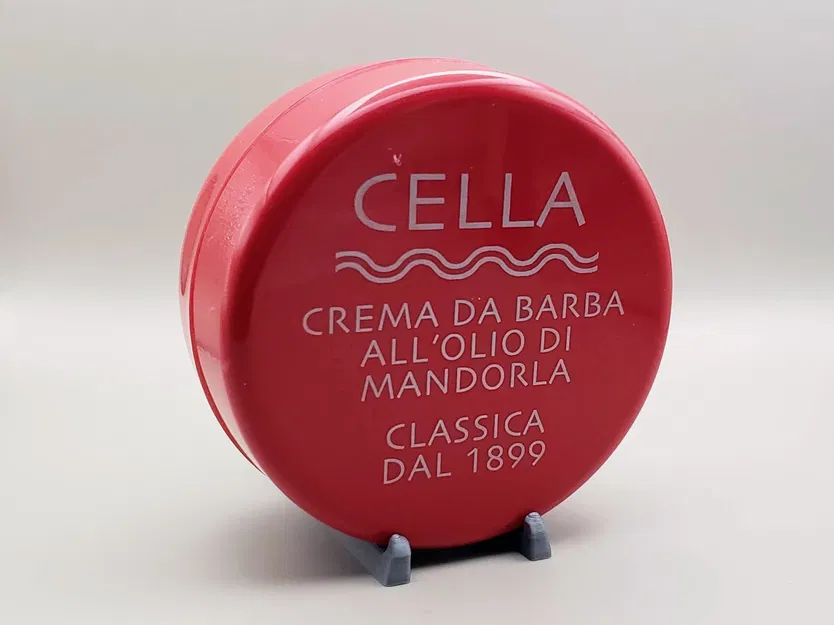 CELLA
CREMA DA BARBA
ALL'OLIO DI
MANDORLA
CLASSICA
DAL 1899